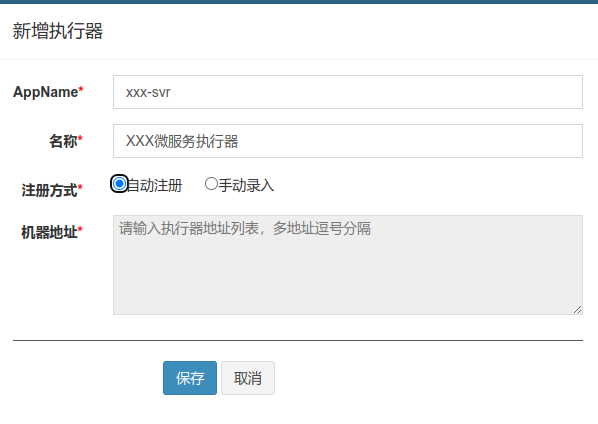 新增执行器
AppName*
xxx-svr
名称*
XXX微服务执行器
注册方式*
自动注册 手动录入
机器地址*
请输入执行器地址列表，多地址逗号分隔
保存 取消